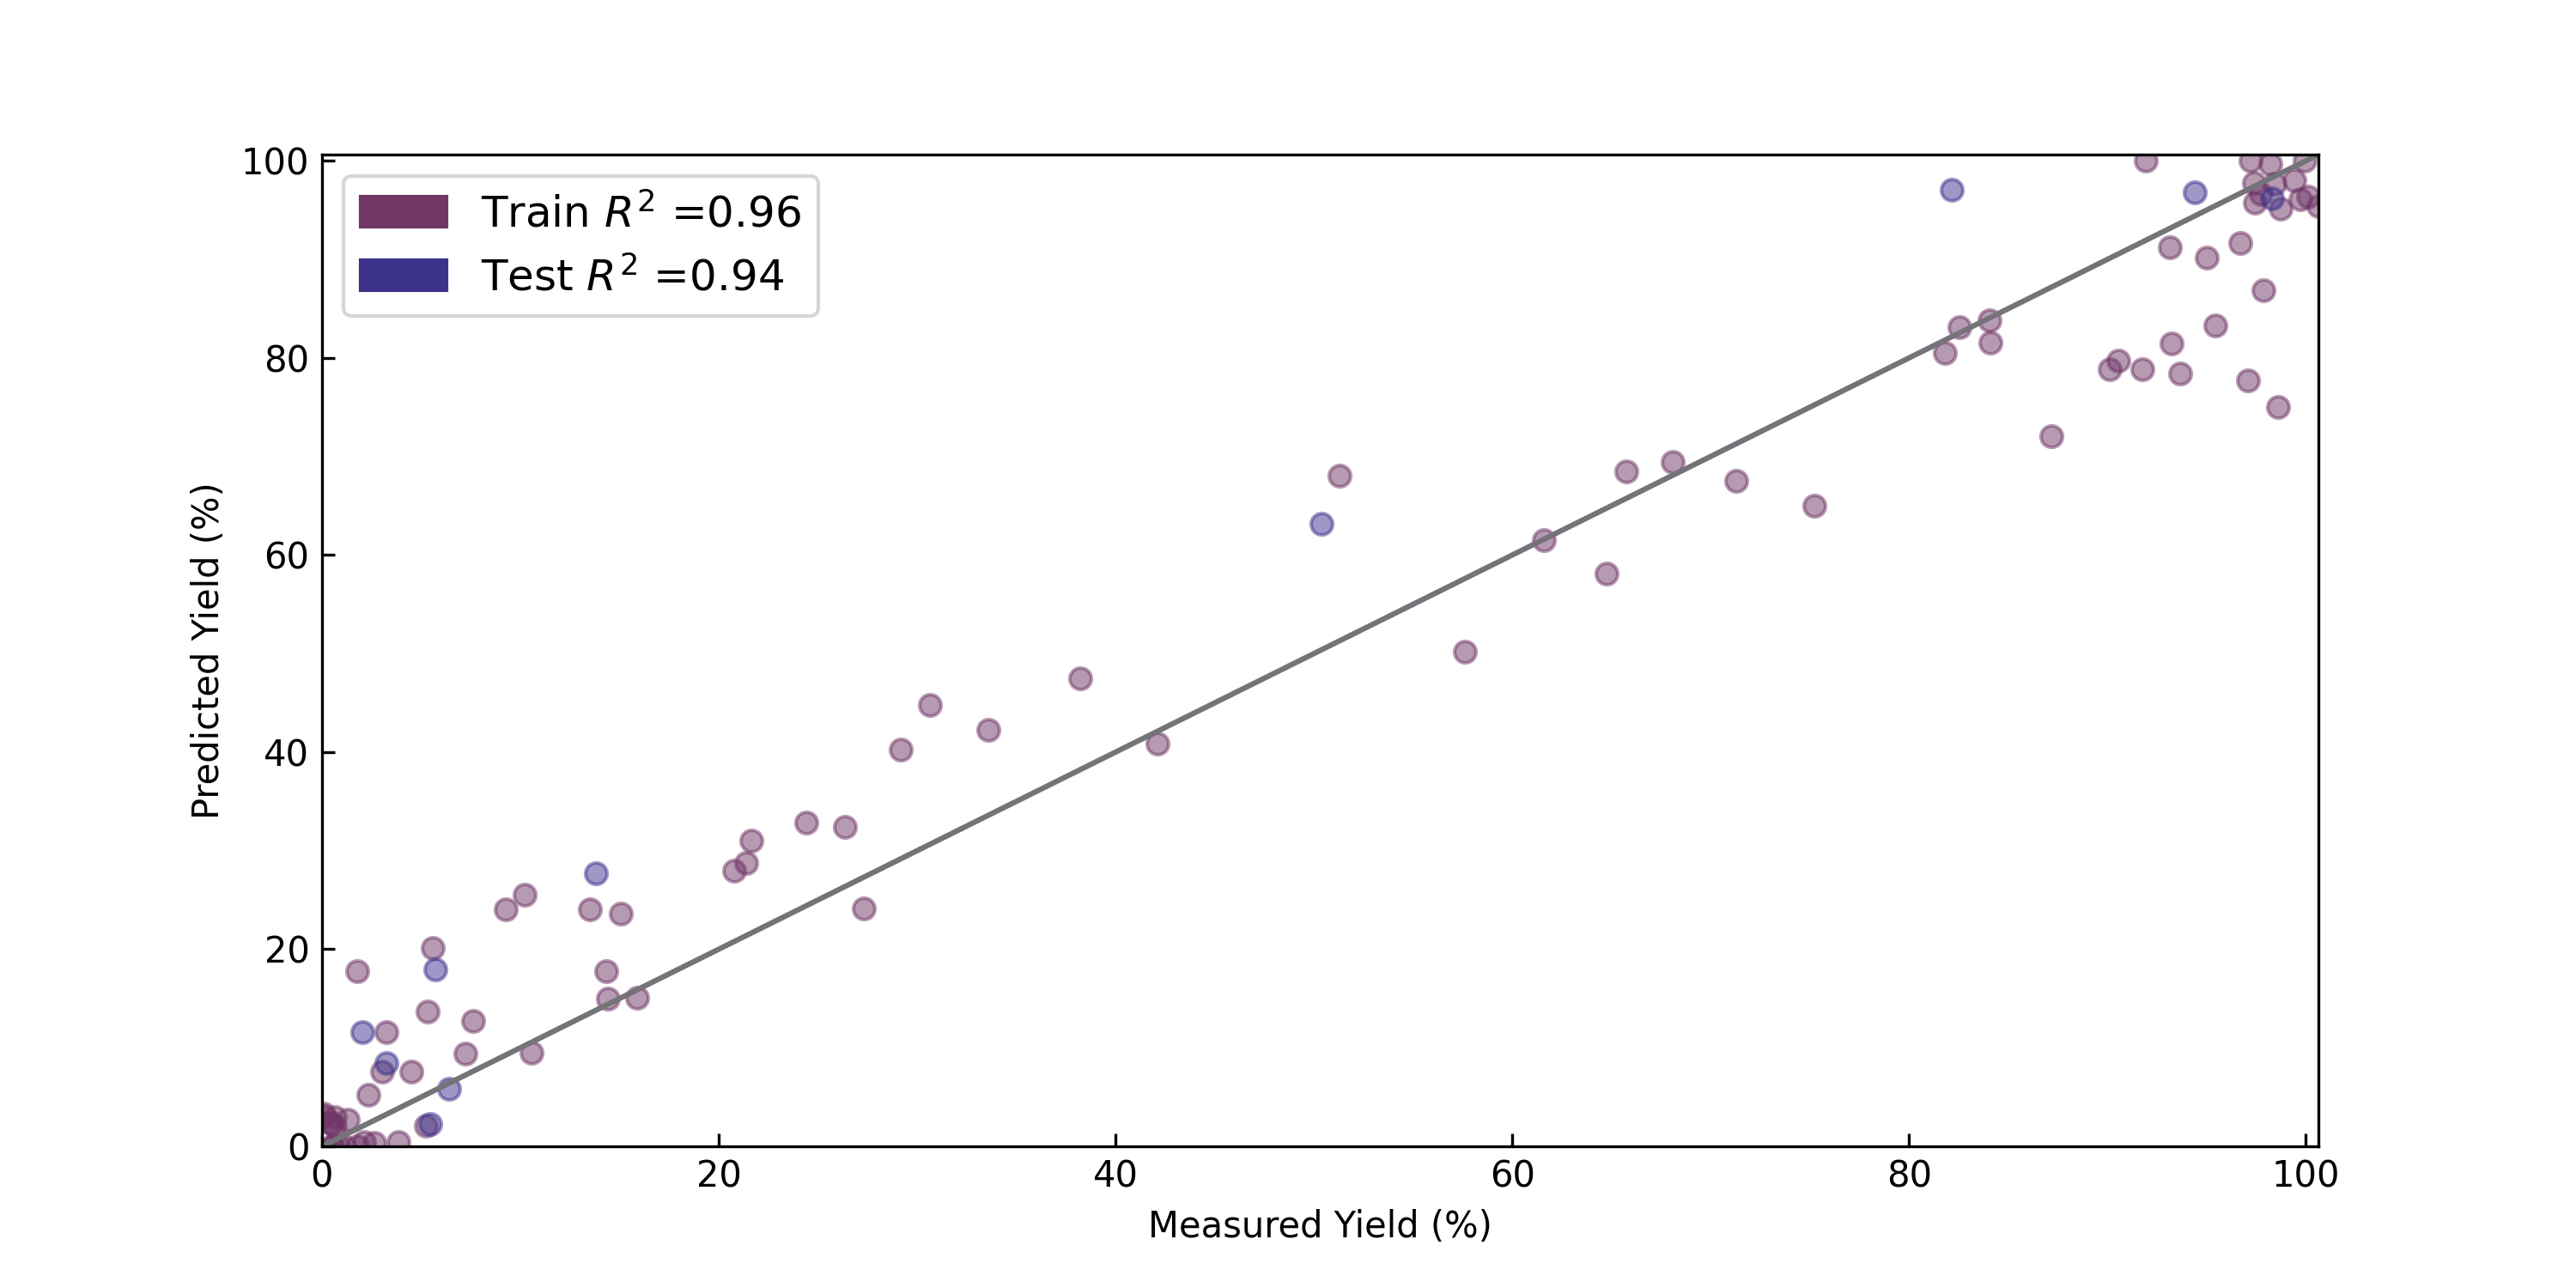 100
80
60
40
20
0
Predicted Yield (%)
Train R² =0.96
Test R² =0.94
0 20 40 60 80 100
Measured Yield (%)